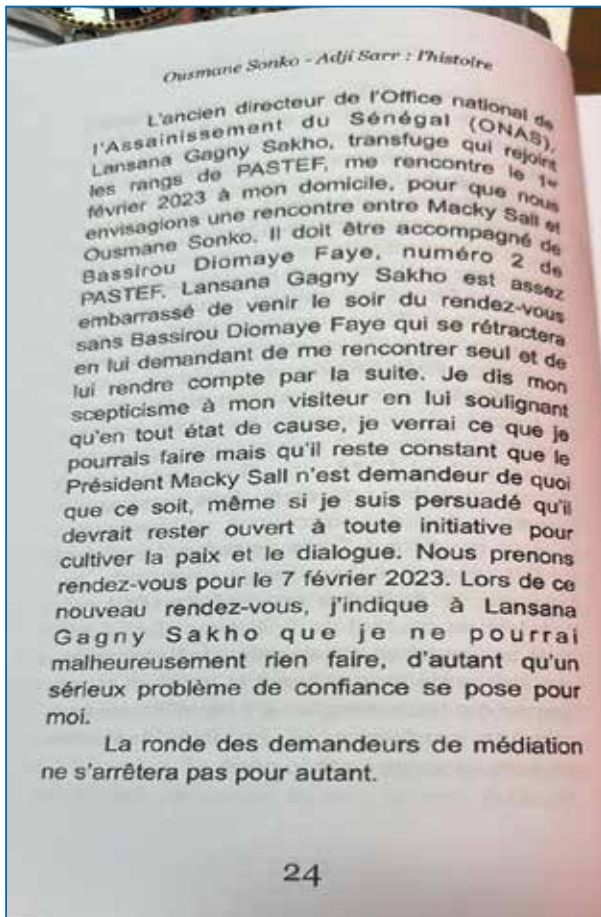 Ousmane Sonko - Adji Sarr : l'histoire
L'ancien directeur de l'Office national de
l'Assainissement du Sénégal (ONAS),
Lansana Gagny Sakho, transfuge qui rejoint
les rangs de PASTEF, me rencontre le 1er
février 2023 à mon domicile, pour que nous
envisagions une rencontre entre Macky Sall et
Ousmane Sonko. Il doit être accompagné de
Bassirou Diomaye Faye, numéro 2 de
PASTEF. Lansana Gagny Sakho est assez
embarrassé de venir le soir du rendez-vous
sans Bassirou Diomaye Faye qui se rétractera
en lui demandant de me rencontrer seul et de
lui rendre compte par la suite. Je dis mon
scepticisme à mon visiteur en lui soulignant
qu'en tout état de cause, je verrai ce que je
pourrais faire mais qu'il reste constant que le
Président Macky Sall n'est demandeur de quoi
que ce soit, même si je suis persuadé qu'il
devrait rester ouvert à toute initiative pour
cultiver la paix et le dialogue. Nous prenons
rendez-vous pour le 7 février 2023. Lors de ce
nouveau rendez-vous, j'indique à Lansana
Gagny Sakho que je ne pourrai
malheureusement rien faire, d'autant qu'un
sérieux problème de confiance se pose pour
moi.
La ronde des demandeurs de médiation
ne s'arrêtera pas pour autant.
24